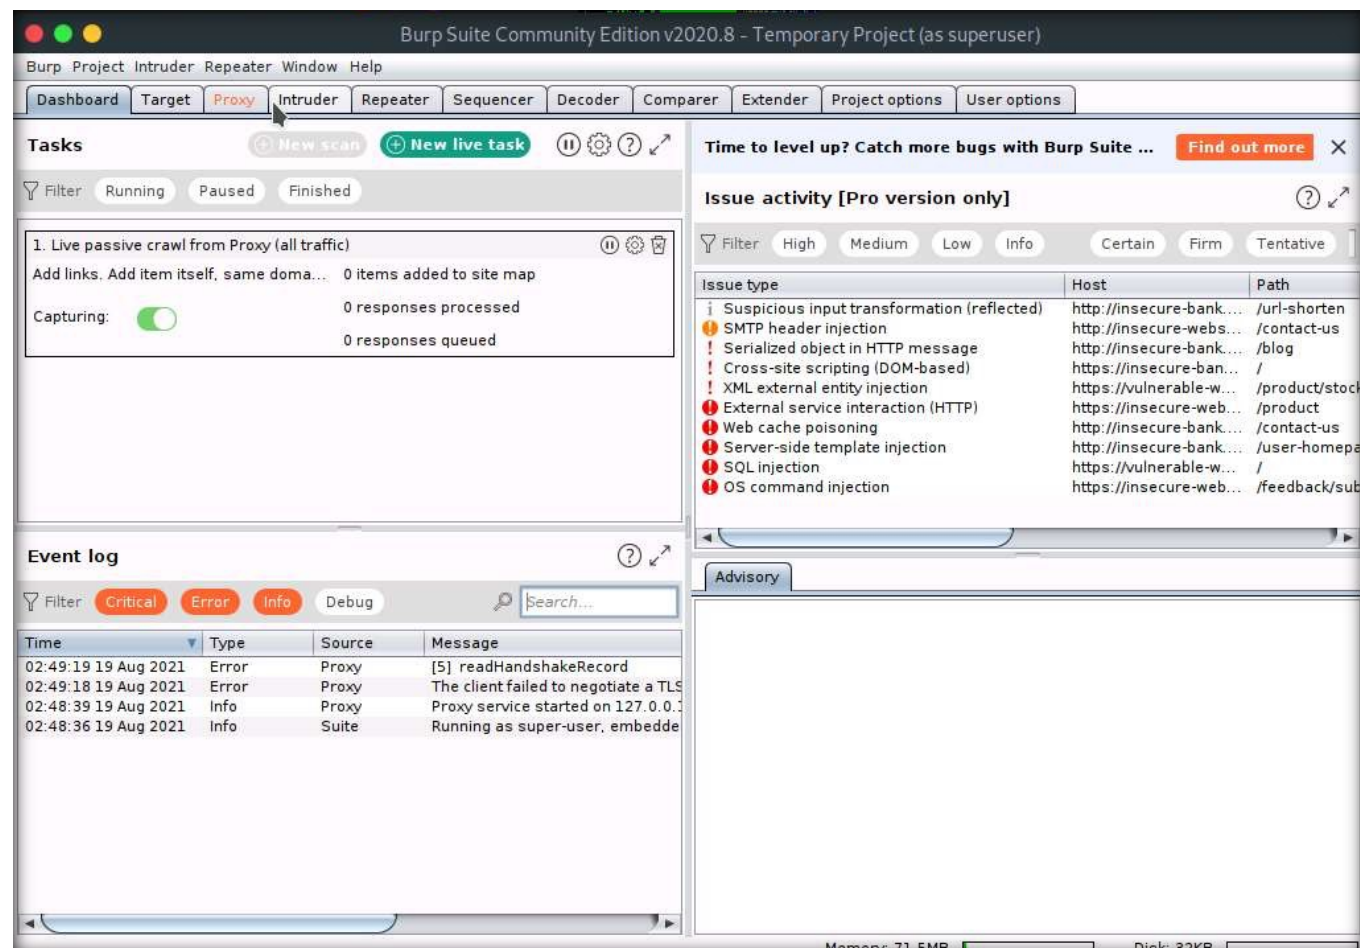 Burp Suite Community Edition v2020.8 - Temporary Project (as superuser)
Burp Project Intruder Repeater Window Help
Dashboard Target Proxy Intruder Repeater Sequencer Decoder Comparer Extender Project options User options
Tasks
New scan
New live task
Filter Running Paused Finished
1. Live passive crawl from Proxy (all traffic)
Add links. Add item itself, same doma... 0 items added to site map
0 responses processed
Capturing:
0 responses queued
Event log
Filter Critical Error Info Debug Search...
Time Type Source Message
02:49:19 19 Aug 2021 Error Proxy [5] readHandshakeRecord
02:49:18 19 Aug 2021 Error Proxy The client failed to negotiate a TLS
02:48:39 19 Aug 2021 Info Proxy Proxy service started on 127.0.0.1
02:48:36 19 Aug 2021 Info Suite Running as super-user, embedde
Time to level up? Catch more bugs with Burp Suite ... Find out more
Issue activity [Pro version only]
Filter High Medium Low Info Certain Firm Tentative
Issue type Host Path
Suspicious input transformation (reflected) http://insecure-bank.... /url-shorten
SMTP header injection http://insecure-webs... /contact-us
Serialized object in HTTP message http://insecure-bank.... /blog
Cross-site scripting (DOM-based) https://insecure-ban... /
XML external entity injection https://vulnerable-w... /product/stock
External service interaction (HTTP) https://insecure-web... /product
Web cache poisoning http://insecure-bank.... /contact-us
Server-side template injection http://insecure-bank.... /user-homepa
SQL injection https://vulnerable-w... /
OS command injection https://insecure-web... /feedback/sub
Advisory
Memory: 71.5MB Disk: 32KB